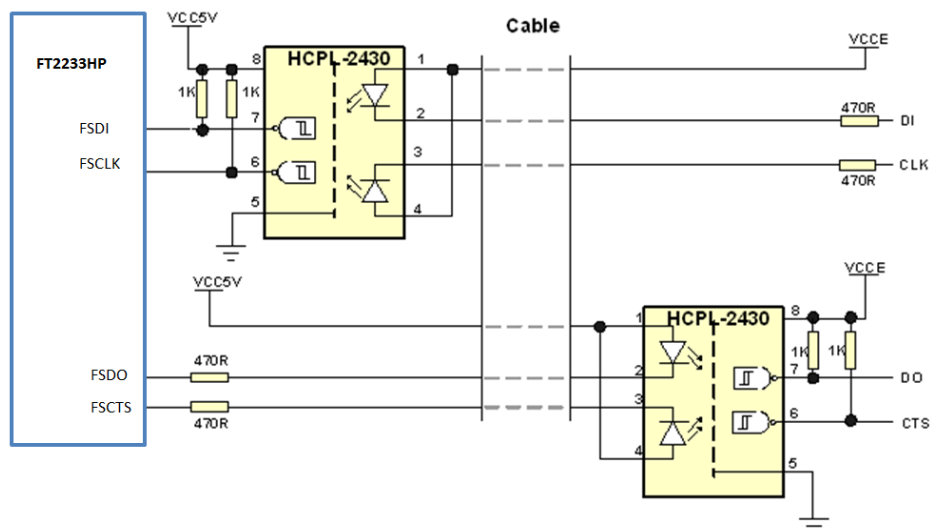 VCC5V
Cable
VCCE
FT2233HP
8
HCPL-2430
1
1K
1K
470R
DI
FSDI
7
2
FSCLK
6
3
CLK
470R
5
4
VCC5V
VCCE
1
HCPL-2430
8
470R
1K
1K
FSDO
2
7
DO
FSCTS
3
6
CTS
470R
4
5